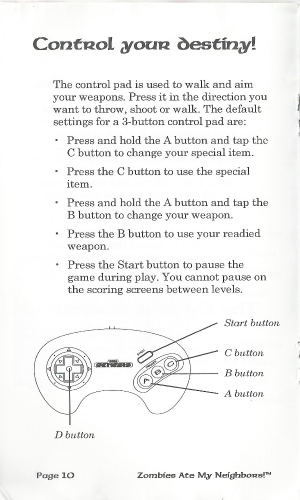 Control your destiny!
The control pad is used to walk and aim
your weapons. Press it in the direction you
want to throw, shoot or walk. The default
settings for a 3-button control pad are:
• Press and hold the A button and tap the
C button to change your special item.
• Press the C button to use the special
item.
• Press and hold the A button and tap the
B button to change your weapon.
• Press the B button to use your readied
weapon.
• Press the Start button to pause the
game during play. You cannot pause on
the scoring screens between levels.
Start button
C button
B button
A button
START
GENESIS
A B C
D button
Page 10 Zombies Ate My Neighbors!™